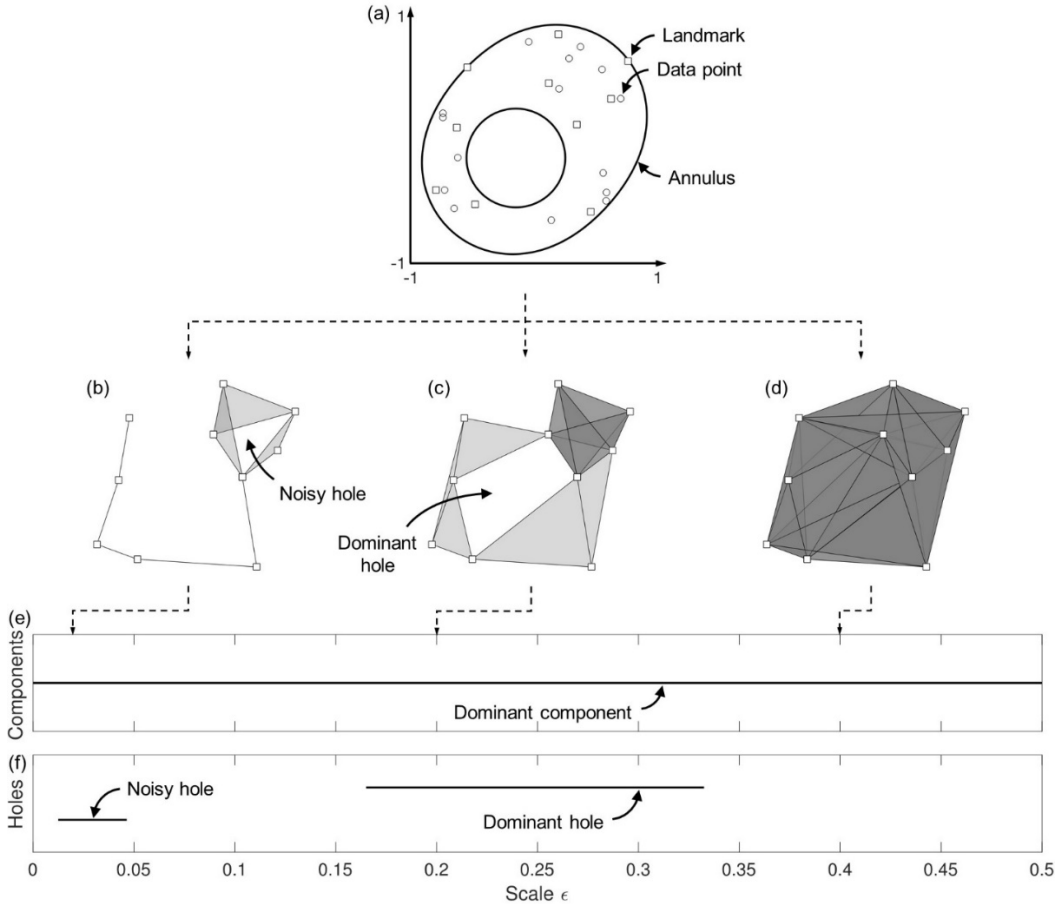 (a)
1
Landmark
Data point
Annulus
-1
-1
1
(b)
(c)
(d)
Noisy hole
Dominant
hole
(e)
Components
Dominant component
(f)
Holes
Noisy hole
Dominant hole
0
0.05
0.1
0.15
0.2
0.25
0.3
0.35
0.4
0.45
0.5
Scale ϵ